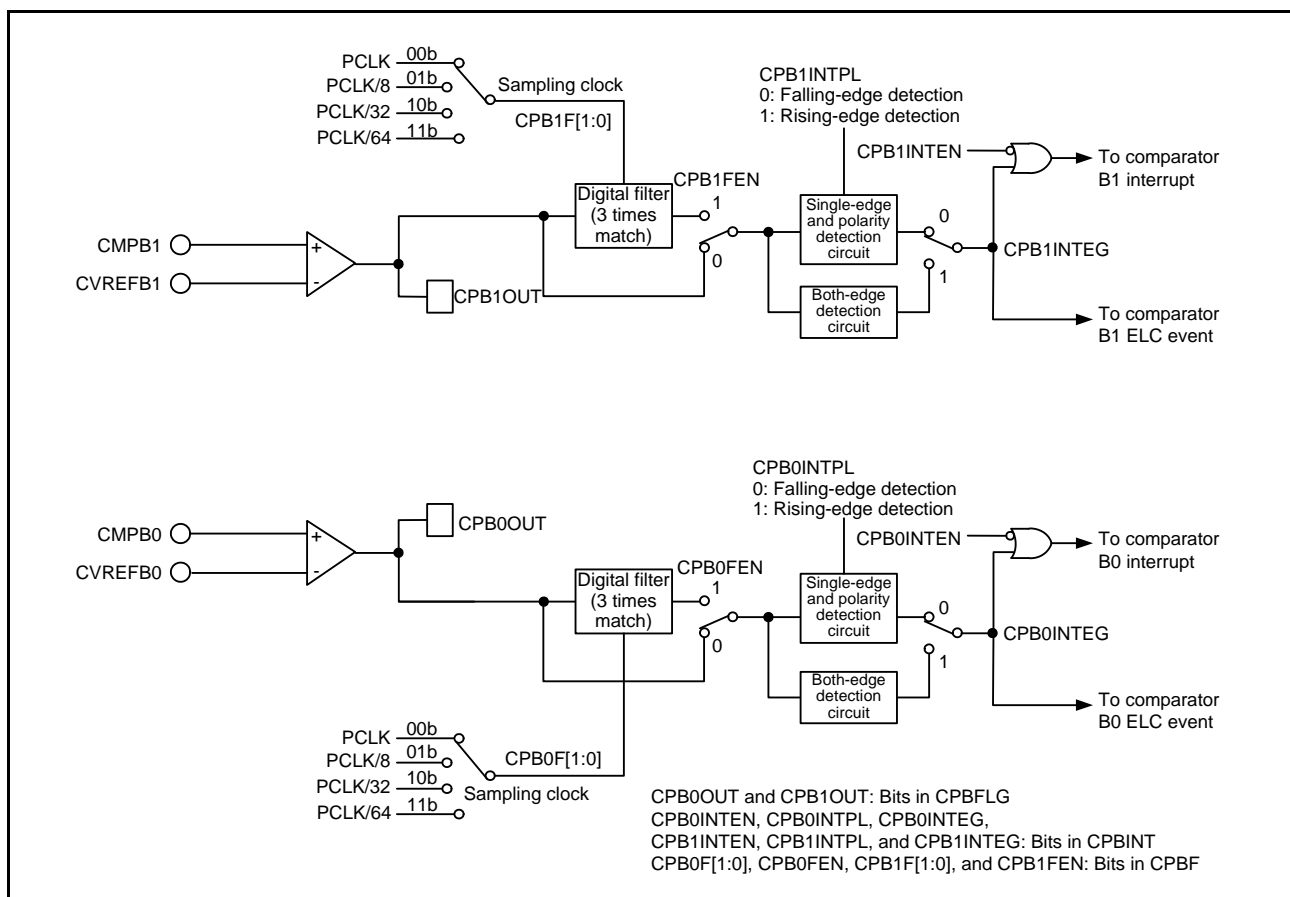 PCLK 00b
PCLK/8 01b
PCLK/32 10b
PCLK/64 11b
Sampling clock
CPB1F[1:0]
CPB1INTPL
0: Falling-edge detection
1: Rising-edge detection
CPB1INTEN
To comparator
B1 interrupt
Digital filter
(3 times
match)
CPB1FEN
1
0
Single-edge
and polarity
detection
circuit
0
1
CPB1INTEG
CMPB1
CVREFB1
+
-
CPB1OUT
Both-edge
detection
circuit
To comparator
B1 ELC event
CPB0INTPL
0: Falling-edge detection
1: Rising-edge detection
CPB0INTEN
To comparator
B0 interrupt
CMPB0
CVREFB0
+
-
CPB0OUT
Digital filter
(3 times
match)
CPB0FEN
1
0
Single-edge
and polarity
detection
circuit
0
1
CPB0INTEG
Both-edge
detection
circuit
To comparator
B0 ELC event
PCLK 00b
PCLK/8 01b
PCLK/32 10b
PCLK/64 11b
CPB0F[1:0]
Sampling clock
CPB0OUT and CPB1OUT: Bits in CPBFLG
CPB0INTEN, CPB0INTPL, CPB0INTEG,
CPB1INTEN, CPB1INTPL, and CPB1INTEG: Bits in CPBINT
CPB0F[1:0], CPB0FEN, CPB1F[1:0], and CPB1FEN: Bits in CPBF